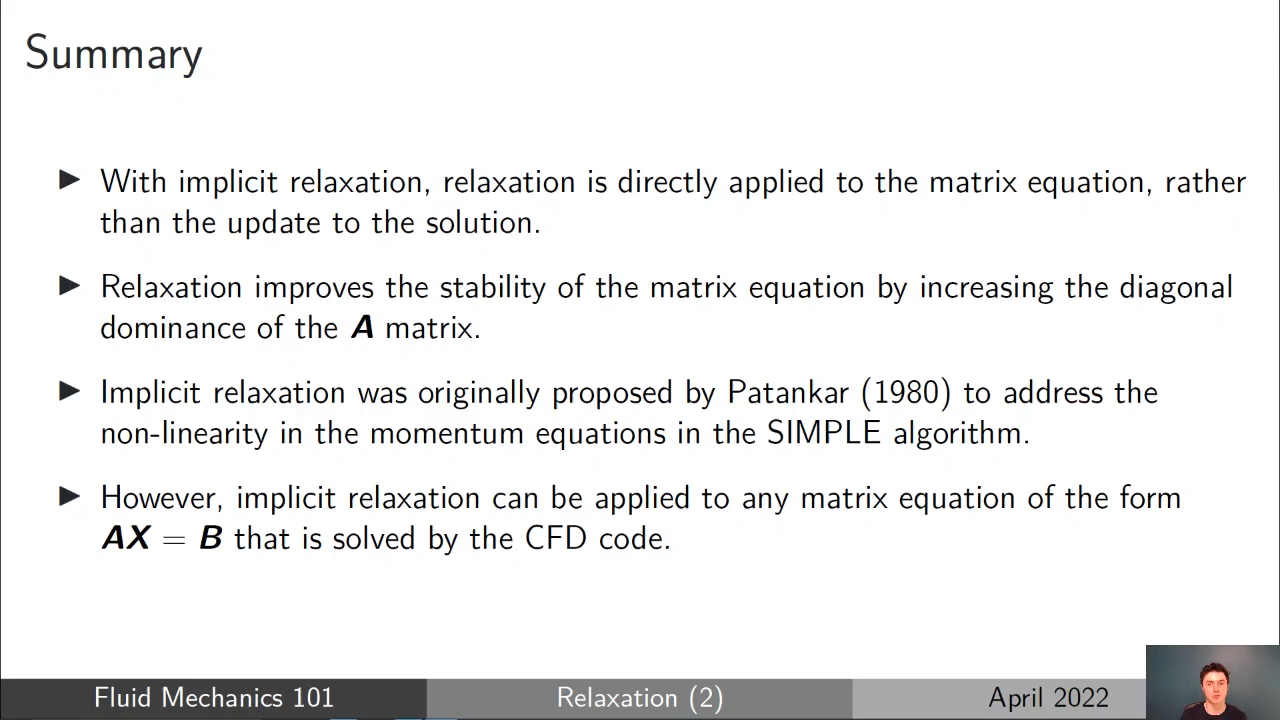 Summary
▶ With implicit relaxation, relaxation is directly applied to the matrix equation, rather
than the update to the solution.
▶ Relaxation improves the stability of the matrix equation by increasing the diagonal
dominance of the A matrix.
▶ Implicit relaxation was originally proposed by Patankar (1980) to address the
non-linearity in the momentum equations in the SIMPLE algorithm.
▶ However, implicit relaxation can be applied to any matrix equation of the form
AX = B that is solved by the CFD code.
Fluid Mechanics 101
Relaxation (2)
April 2022